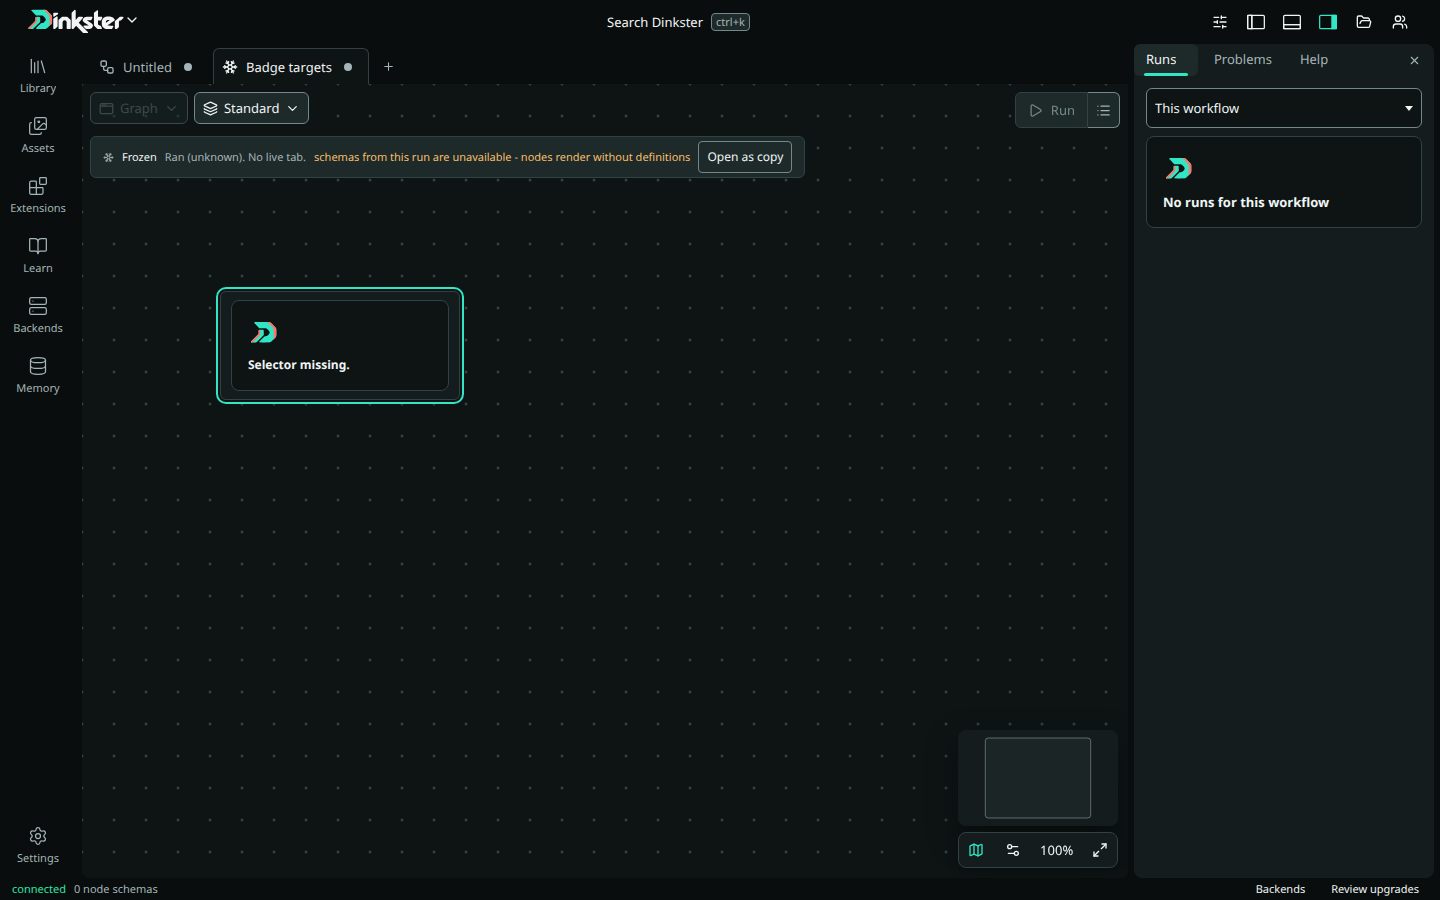 Dinkster
Search Dinkster ctrl+k
Library
Assets
Extensions
Learn
Backends
Memory
Settings
Untitled
Badge targets
Graph
Standard
Run
Frozen Ran (unknown). No live tab. schemas from this run are unavailable - nodes render without definitions Open as copy
Selector missing.
100%
Runs Problems Help
This workflow
No runs for this workflow
connected 0 node schemas
Backends Review upgrades